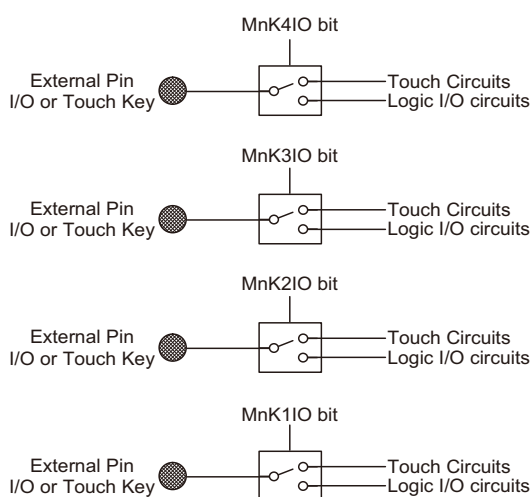 MnK4IO bit
External Pin
I/O or Touch Key
Touch Circuits
Logic I/O circuits
MnK3IO bit
External Pin
I/O or Touch Key
Touch Circuits
Logic I/O circuits
MnK2IO bit
External Pin
I/O or Touch Key
Touch Circuits
Logic I/O circuits
MnK1IO bit
External Pin
I/O or Touch Key
Touch Circuits
Logic I/O circuits